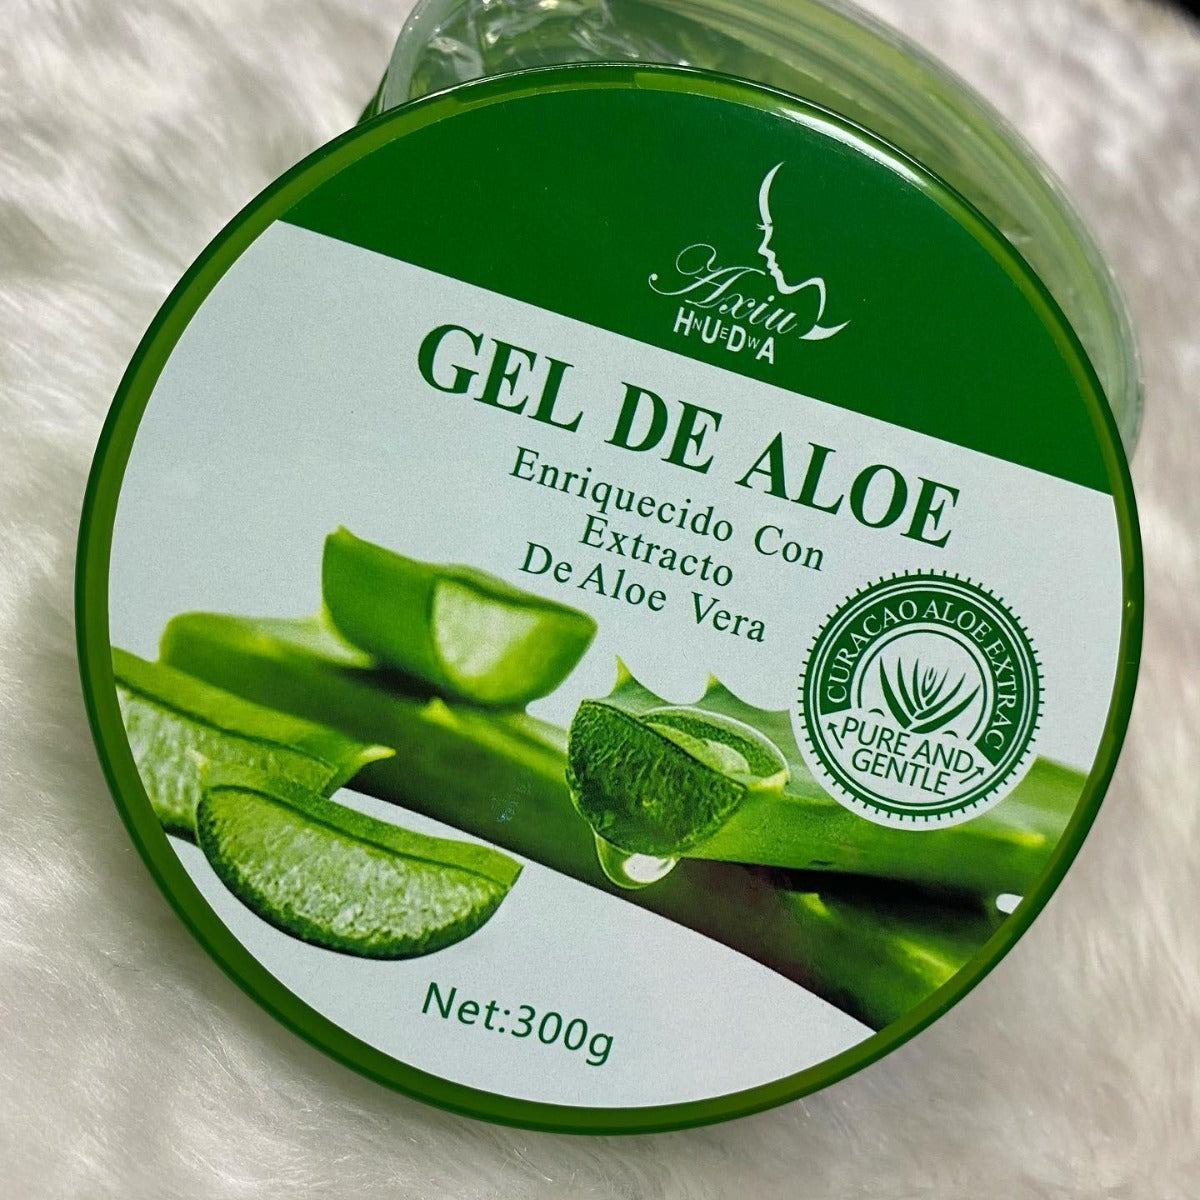 Axiu
HNUEDWA
GEL DE ALOE
Enriquecido Con
Extracto
De Aloe Vera
CURACAO ALOE EXTRAC
PURE AND
GENTLE
Net:300g